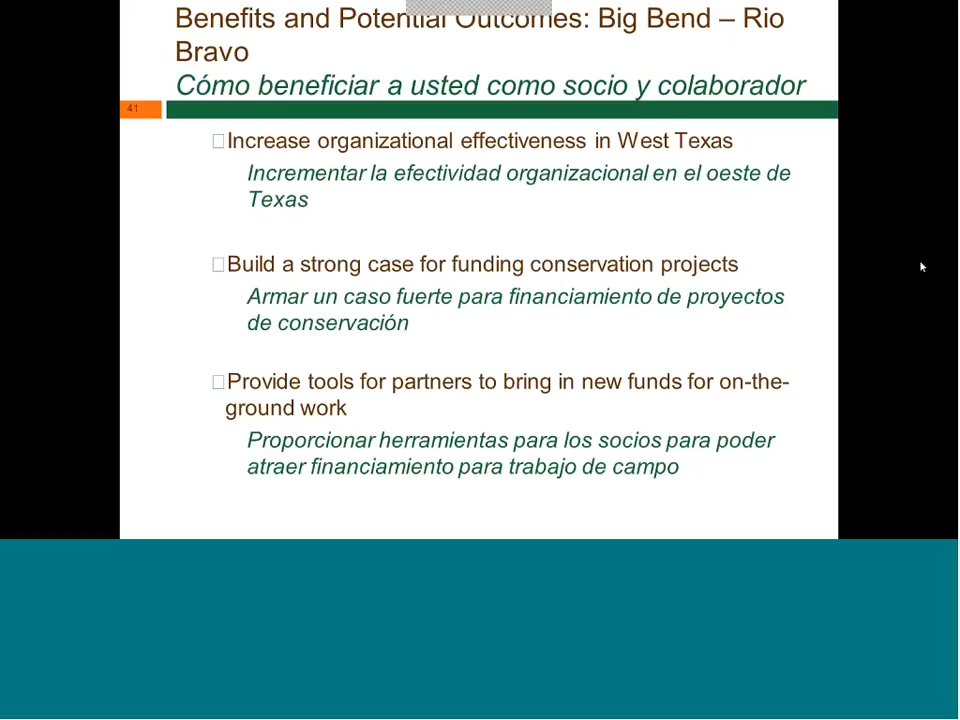 Benefits and Potential Outcomes: Big Bend – Rio
Bravo
Cómo beneficiar a usted como socio y colaborador
41
Increase organizational effectiveness in West Texas
Incrementar la efectividad organizacional en el oeste de
Texas
Build a strong case for funding conservation projects
Armar un caso fuerte para financiamiento de proyectos
de conservación
Provide tools for partners to bring in new funds for on-the-
ground work
Proporcionar herramientas para los socios para poder
atraer financiamiento para trabajo de campo